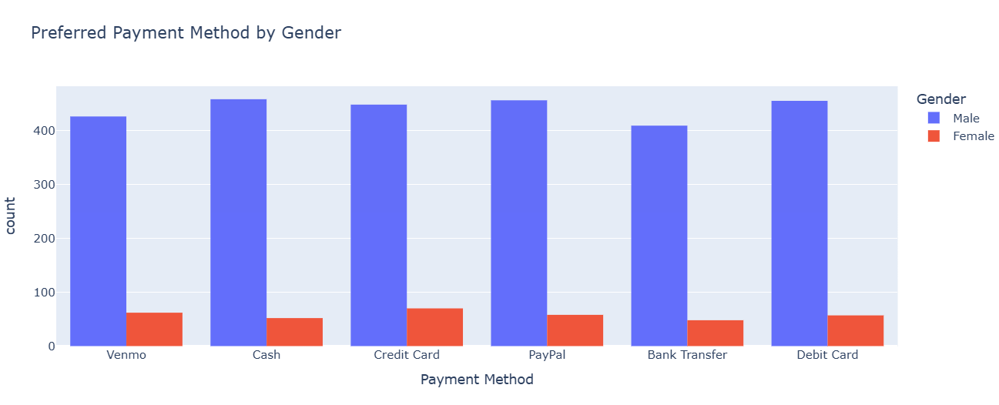 Preferred Payment Method by Gender
Gender
Male
Female
400
300
200
100
0
count
Venmo
Cash
Credit Card
PayPal
Bank Transfer
Debit Card
Payment Method